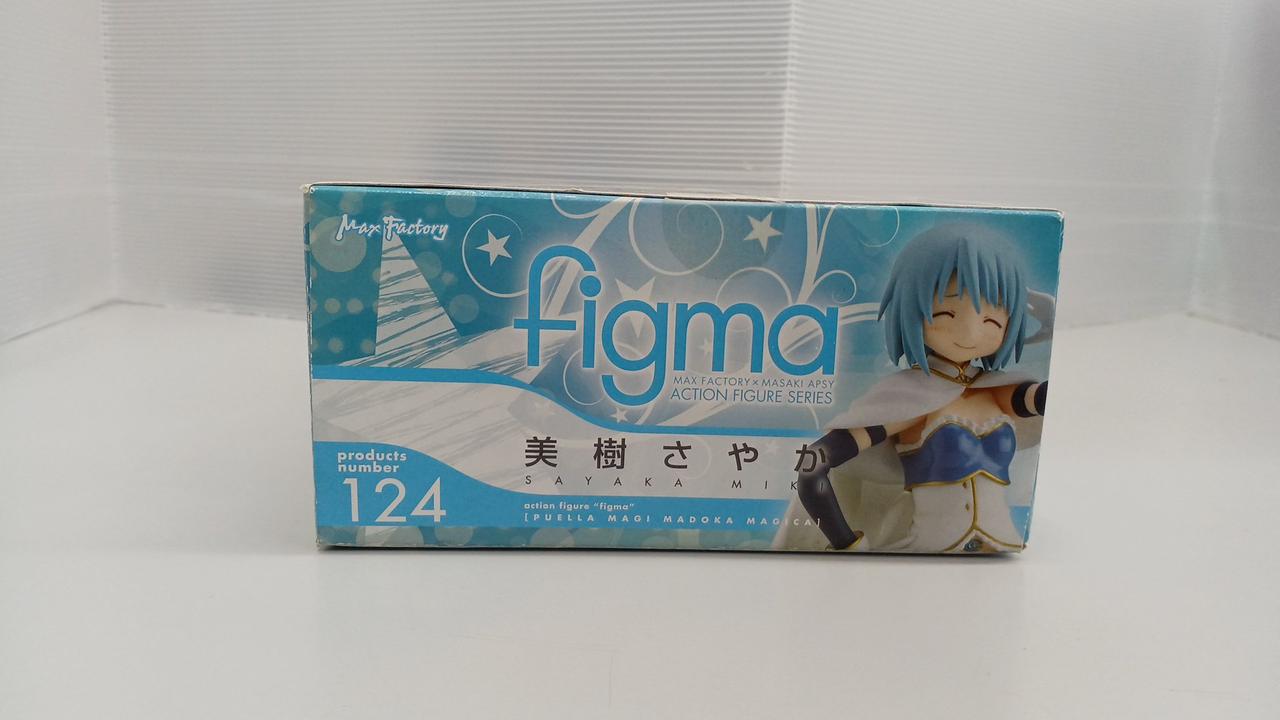 Max Factory
figma
MAX FACTORY × MASAKI APSY
ACTION FIGURE SERIES
美樹さやか
SAYAKA MIKI
products
number
124
action figure "figma"
[PUELLA MAGI MADOKA MAGICA]